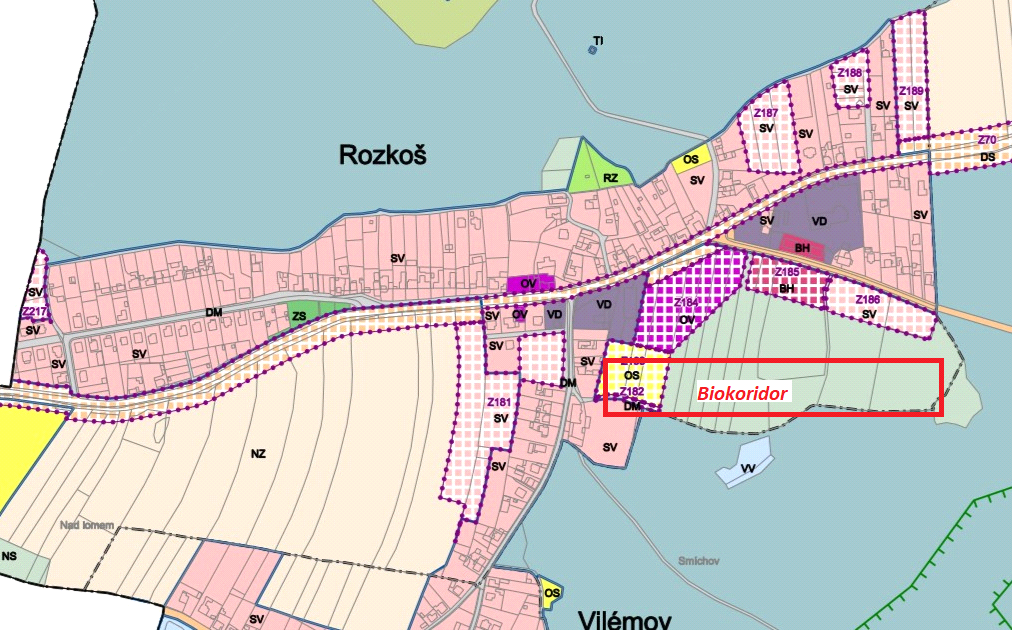 TI
Z188
SV
SV
Z189
SV
Z187
SV
SV
Z70
DS
Rozkoš
OS
SV
RZ
SV
VD
SV
BH
SV
SV
Z217
SV
OV
Z185
BH
Z184
OV
Z186
SV
DM
ZS
SV
OV
VD
VD
SV
SV
SV
SV
OS
Z182
DM
Biokoridor
DM
Z181
SV
SV
SV
VV
NZ
Nad lomem
NS
Smíchov
OS
SV
Vilémov